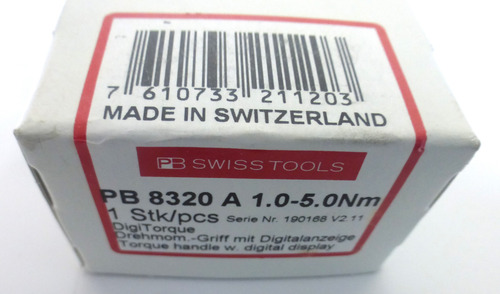 7 610733 211203
MADE IN SWITZERLAND
PB SWISS TOOLS
PB 8320 A 1.0-5.0Nm
1 Stk/pcs Serie Nr. 190168 V2.11
DigiTorque
Drehmom.-Griff mit Digitalanzeige
Torque handle w. digital display